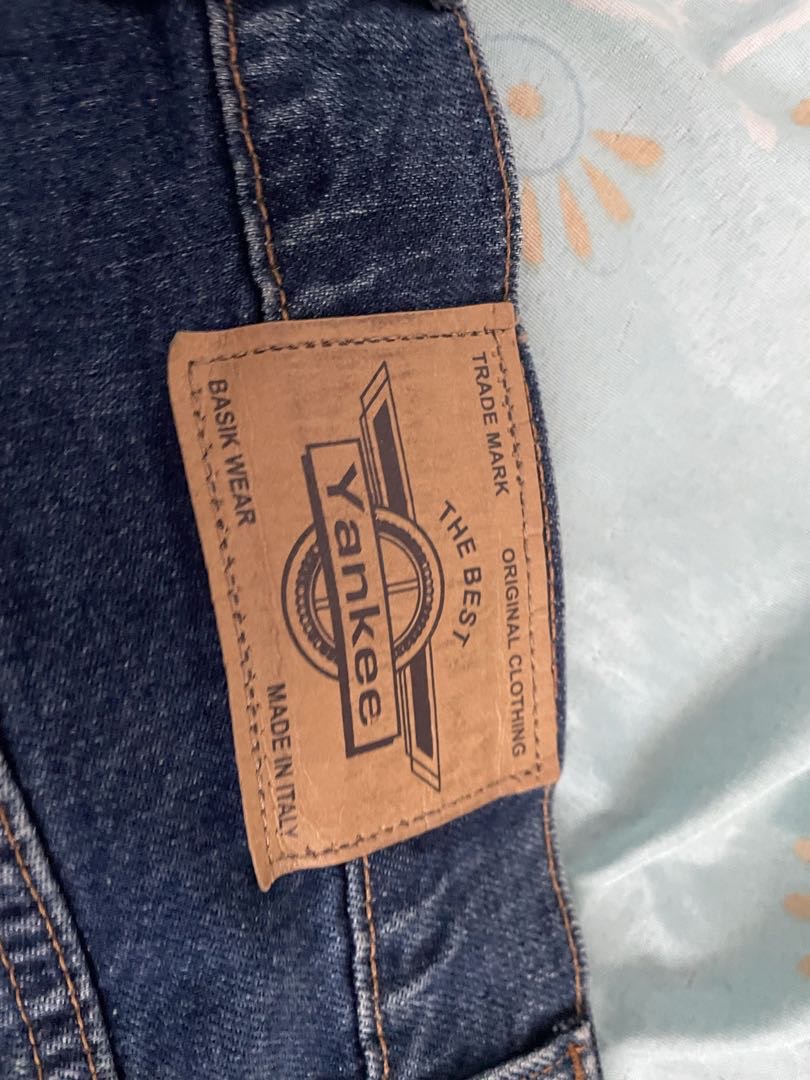 TRADE MARK ORIGINAL CLOTHING
THE BEST
Yankee
BASIK WEAR MADE IN ITALY